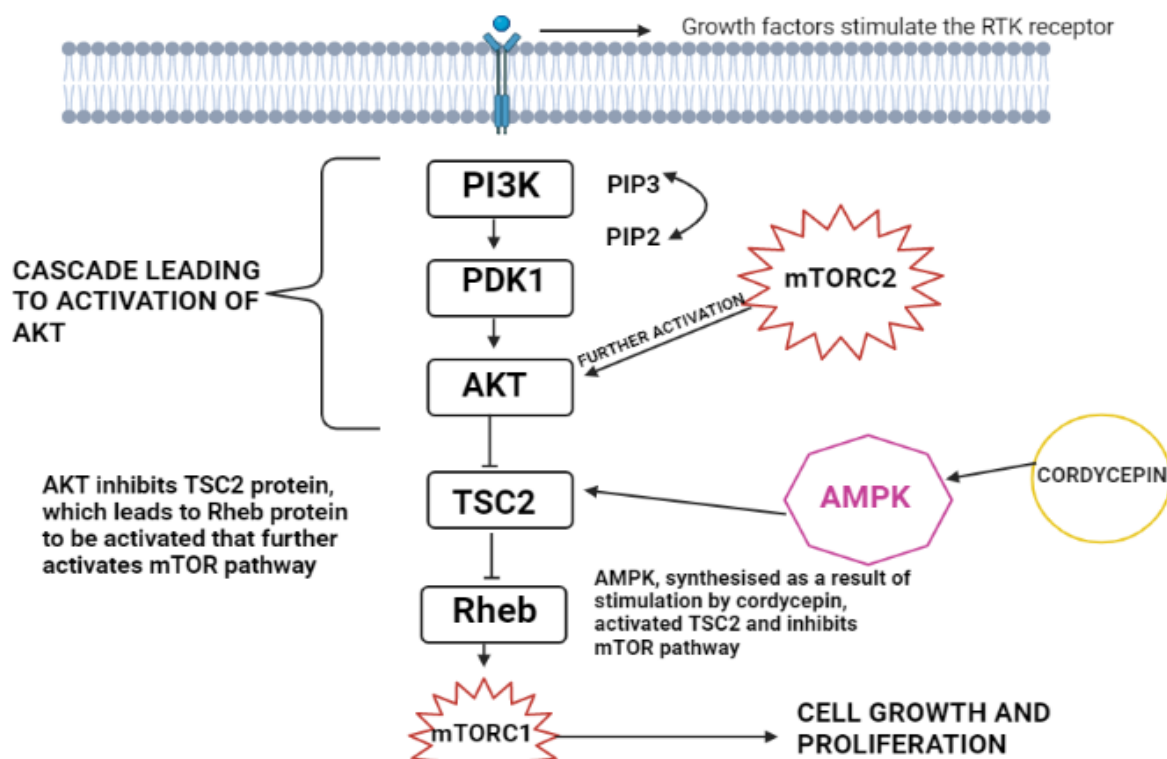 Growth factors stimulate the RTK receptor
PI3K
PIP3
PIP2
CASCADE LEADING
TO ACTIVATION OF
AKT
PDK1
mTORC2
FURTHER ACTIVATION
AKT
AKT inhibits TSC2 protein,
which leads to Rheb protein
to be activated that further
activates mTOR pathway
TSC2
AMPK
CORDYCEPIN
Rheb
AMPK, synthesised as a result of
stimulation by cordycepin,
activated TSC2 and inhibits
mTOR pathway
mTORC1
CELL GROWTH AND
PROLIFERATION